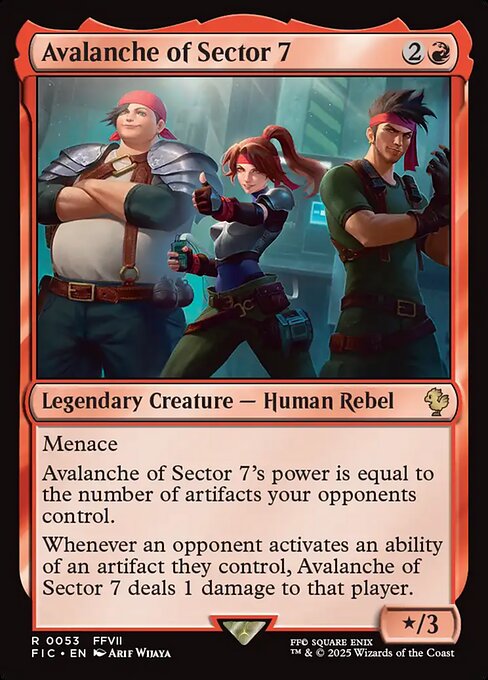 Avalanche of Sector 7 2
Legendary Creature — Human Rebel
Menace
Avalanche of Sector 7's power is equal to
the number of artifacts your opponents
control.
Whenever an opponent activates an ability
of an artifact they control, Avalanche of
Sector 7 deals 1 damage to that player.
★/3
R 0053 FFVII
FIC • EN Arif Wijaya
FF© SQUARE ENIX
™ & © 2025 Wizards of the Coast